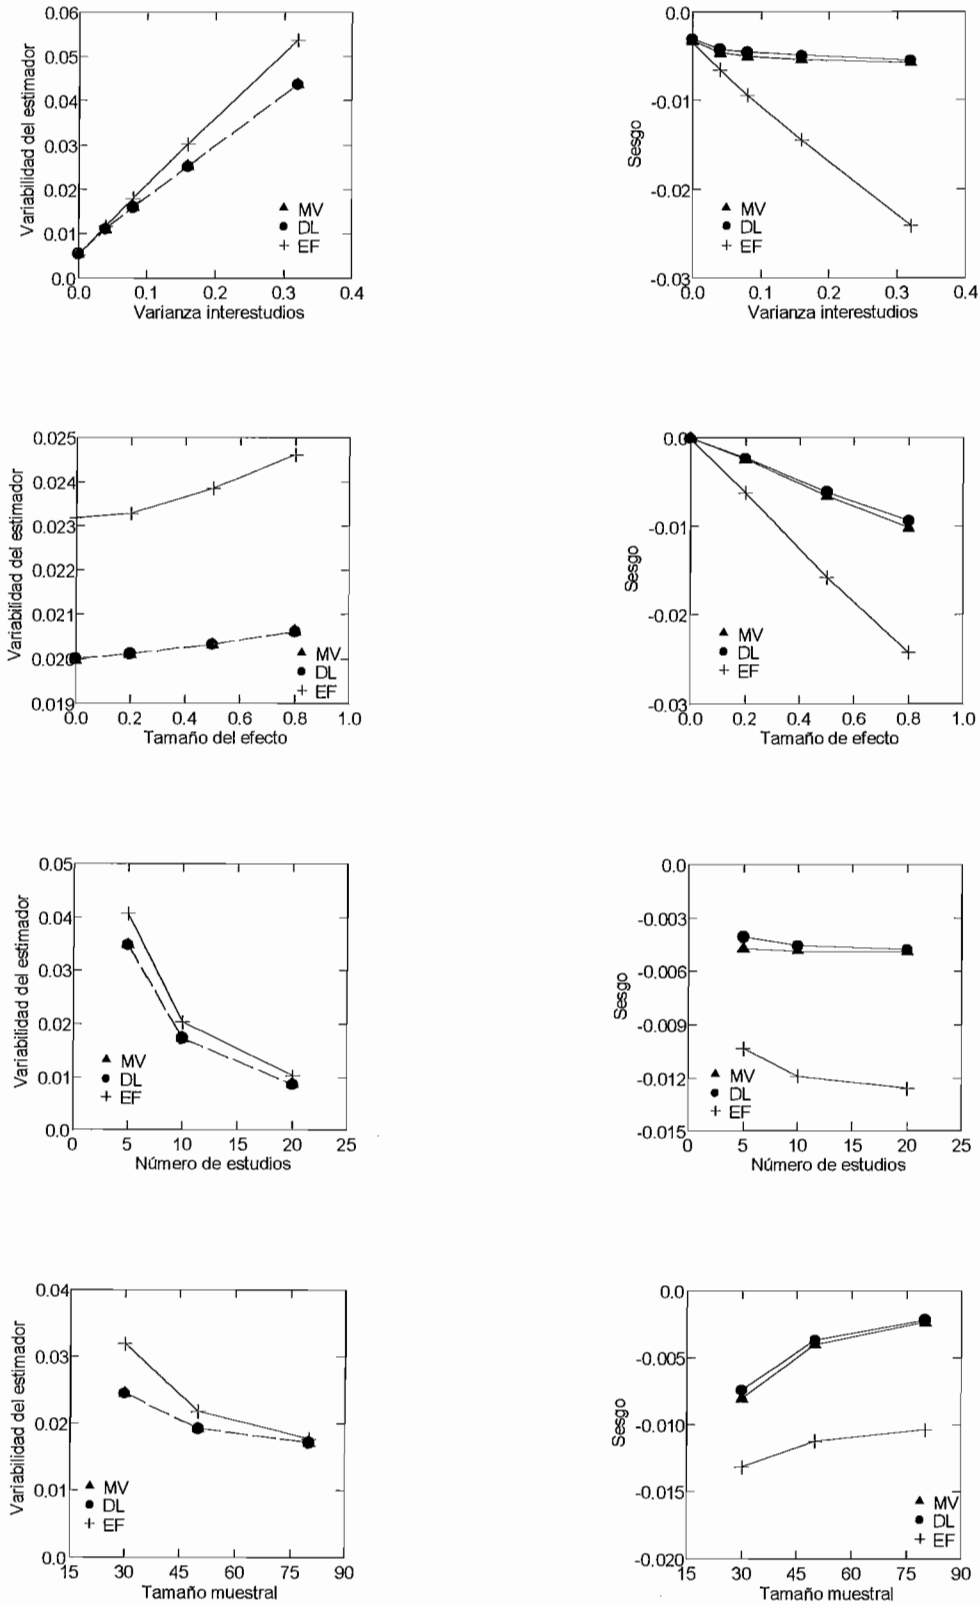 Variabilidad del estimador
0.06
0.05
0.04
0.03
0.02
0.01
0.0
MV
DL
EF
0.0 0.1 0.2 0.3 0.4
Varianza interestudios
Sesgo
0.0
-0.01
-0.02
-0.03
MV
DL
EF
0.0 0.1 0.2 0.3 0.4
Varianza interestudios
Variabilidad del estimador
0.025
0.024
0.023
0.022
0.021
0.020
0.019
MV
DL
EF
0.0 0.2 0.4 0.6 0.8 1.0
Tamaño del efecto
Sesgo
0.0
-0.01
-0.02
-0.03
MV
DL
EF
0.0 0.2 0.4 0.6 0.8 1.0
Tamaño de efecto
Variabilidad del estimador
0.05
0.04
0.03
0.02
0.01
0.0
MV
DL
EF
0 5 10 15 20 25
Número de estudios
Sesgo
0.0
-0.003
-0.006
-0.009
-0.012
-0.015
MV
DL
EF
0 5 10 15 20 25
Número de estudios
Variabilidad del estimador
0.04
0.03
0.02
0.01
0.0
MV
DL
EF
15 30 45 60 75 90
Tamaño muestral
Sesgo
0.0
-0.005
-0.010
-0.015
-0.020
MV
DL
EF
15 30 45 60 75 90
Tamaño muestral